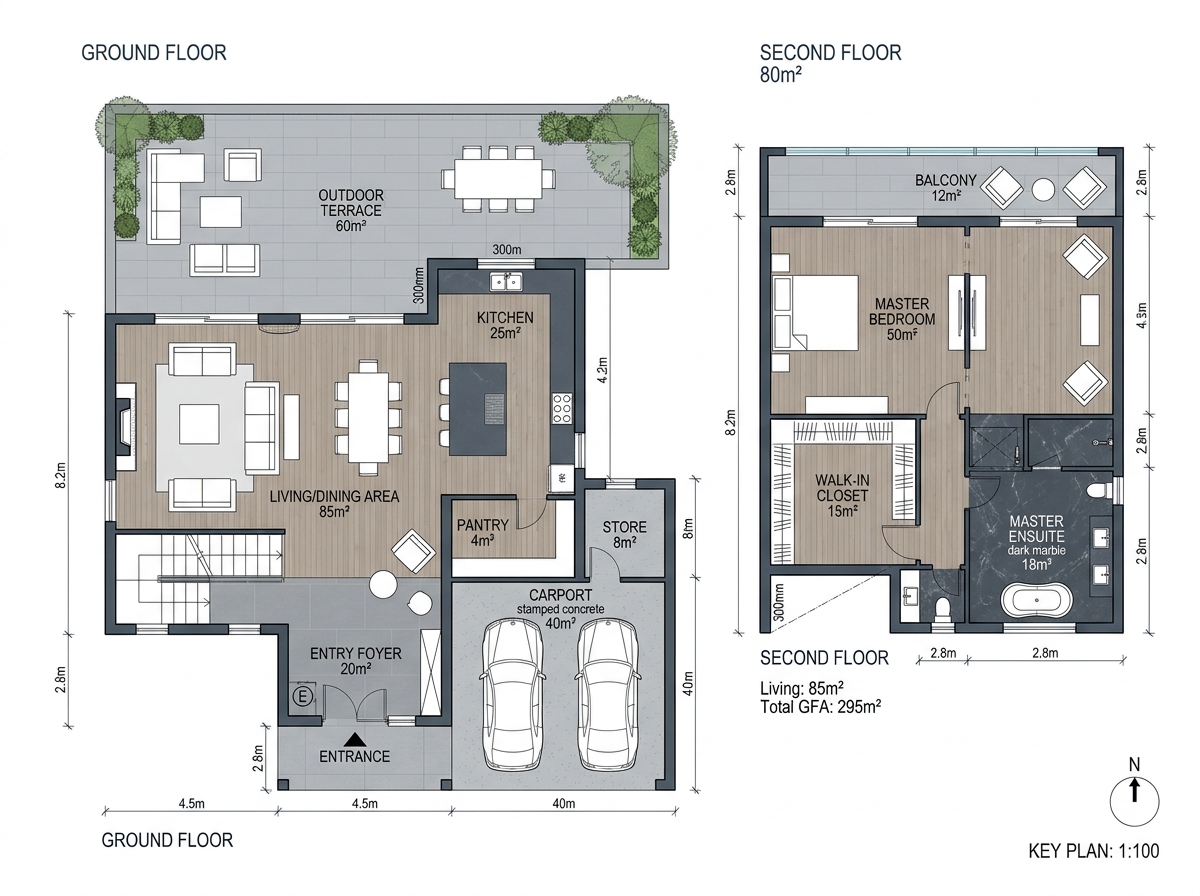 GROUND FLOOR
SECOND FLOOR
80m²
OUTDOOR
TERRACE
60m²
300m
300mm
KITCHEN
25m²
4.2m
8.2m
LIVING/DINING AREA
85m²
PANTRY
4m³
STORE
8m²
8m
CARPORT
stamped concrete
40m²
ENTRY FOYER
20m²
E
2.8m
40m
2.8m
ENTRANCE
4.5m
4.5m
40m
GROUND FLOOR
2.8m
BALCONY
12m²
2.8m
MASTER
BEDROOM
50m²
4.3m
8.2m
2.8m
WALK-IN
CLOSET
15m²
MASTER
ENSUITE
dark marble
18m³
2.8m
300mm
SECOND FLOOR
2.8m
2.8m
Living: 85m²
Total GFA: 295m²
N
KEY PLAN: 1:100